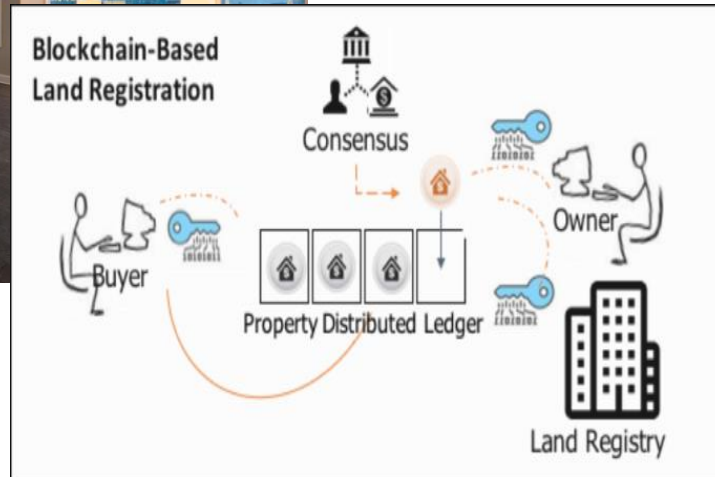 Blockchain-Based
Land Registration
Consensus
Owner
Buyer
Property Distributed Ledger
Land Registry